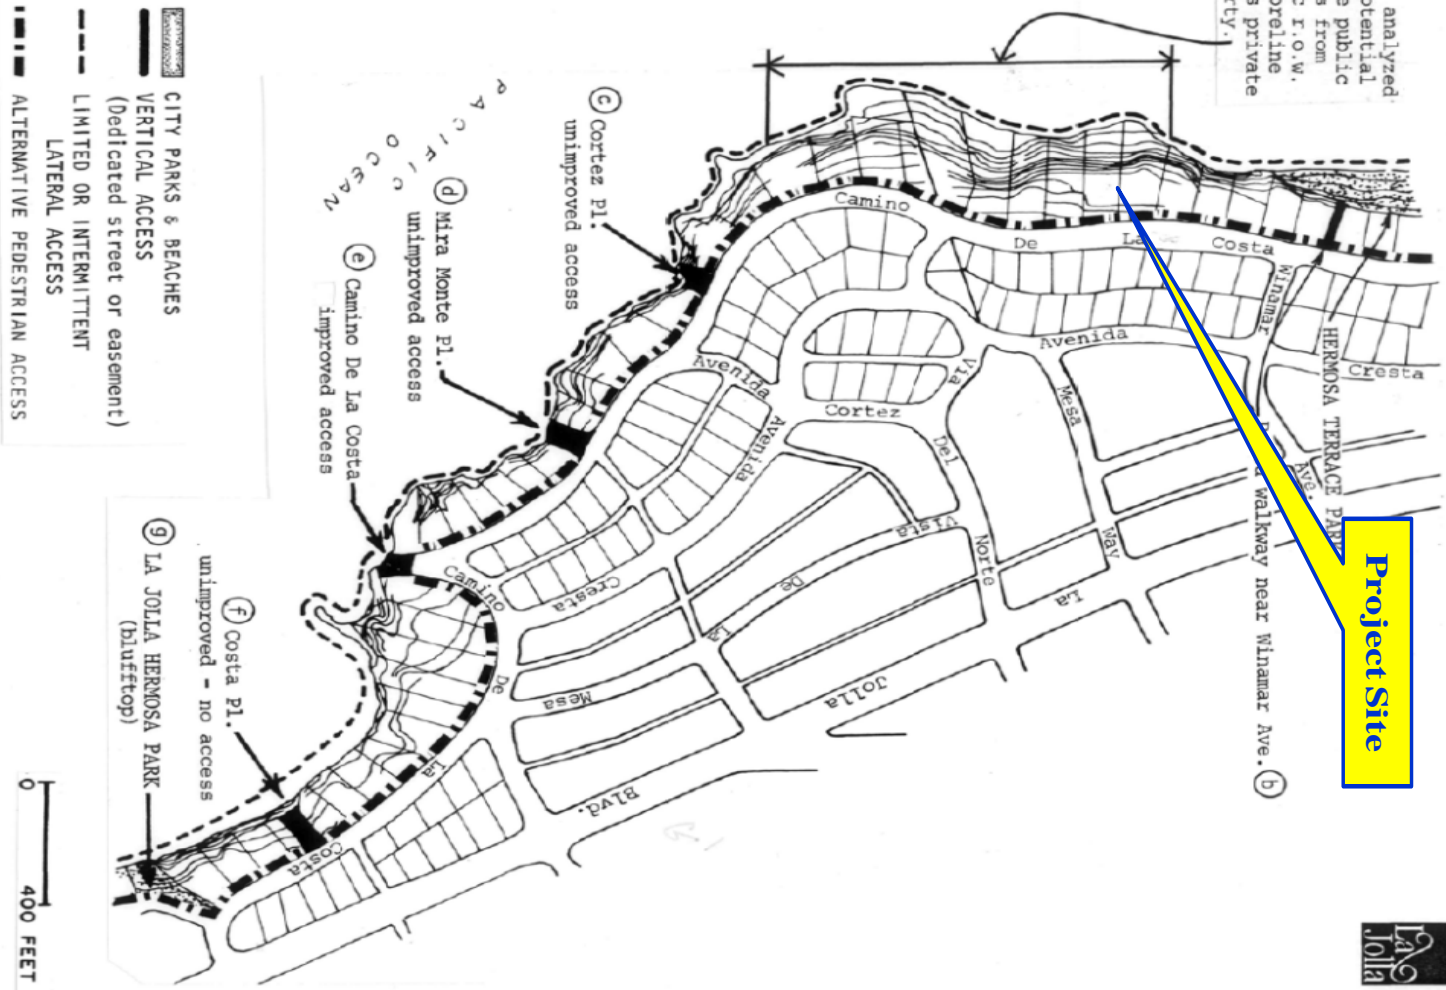 analyzed
otential
e public
s from
c r.o.w.
oreline
s private
rty.
PACIFIC
OCEAN
c Cortez Pl.
unimproved access
d Mira Monte Pl.
unimproved access
e Camino De La Costa
improved access
f Costa Pl.
unimproved - no access
g LA JOLLA HERMOSA PARK
(blufftop)
HERMOSA TERRACE PARK
walkway near Winamar Ave. b
Project Site
Camino
De
La
Costa
Winamar
Ave.
Avenida
Cresta
Avenida
Cortez
Via
Del
Norte
Mesa
Way
Avenida
Cresta
Vista
De
La
Mesa
La
Jolla
Blvd.
Camino
De
La
Costa
CITY PARKS & BEACHES
VERTICAL ACCESS
(Dedicated street or easement)
LIMITED OR INTERMITTENT
LATERAL ACCESS
ALTERNATIVE PEDESTRIAN ACCESS
0 400 FEET
La
Jolla